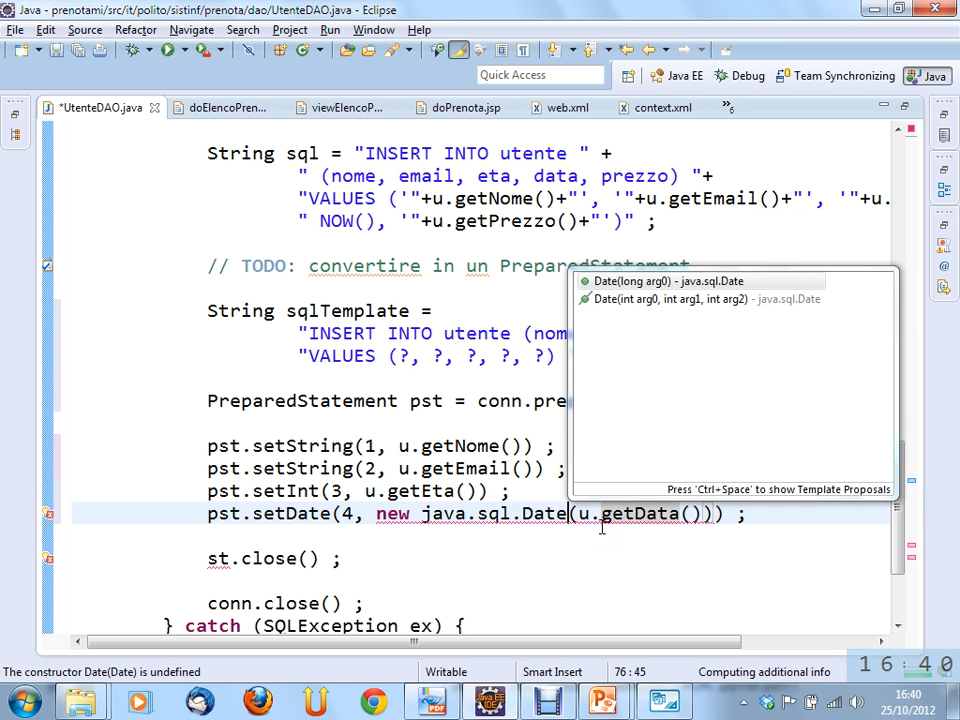 Java - prenotami/src/it/polito/sistinf/prenota/dao/UtenteDAO.java - Eclipse
File Edit Source Refactor Navigate Search Project Run Window Help
Quick Access
Java EE Debug Team Synchronizing Java
*UtenteDAO.java doElencoPren... viewElencoP... doPrenota.jsp web.xml context.xml »6
String sql = "INSERT INTO utente " +
" (nome, email, eta, data, prezzo) "+
"VALUES ('"+u.getNome()+"', '"+u.getEmail()+"', '"+u.
" NOW(), '"+u.getPrezzo()+"')" ;
// TODO: convertire in un PreparedStatement
Date(long arg0) - java.sql.Date
Date(int arg0, int arg1, int arg2) - java.sql.Date
String sqlTemplate =
"INSERT INTO utente (nom
"VALUES (?, ?, ?, ?, ?)
PreparedStatement pst = conn.pre
pst.setString(1, u.getNome()) ;
pst.setString(2, u.getEmail()) ;
pst.setInt(3, u.getEta()) ;
Press 'Ctrl+Space' to show Template Proposals
pst.setDate(4, new java.sql.Date(u.getData())) ;
st.close() ;
conn.close() ;
} catch (SQLException ex) {
The constructor Date(Date) is undefined Writable Smart Insert 76 : 45 Computing additional info
16:40
16:40
25/10/2012